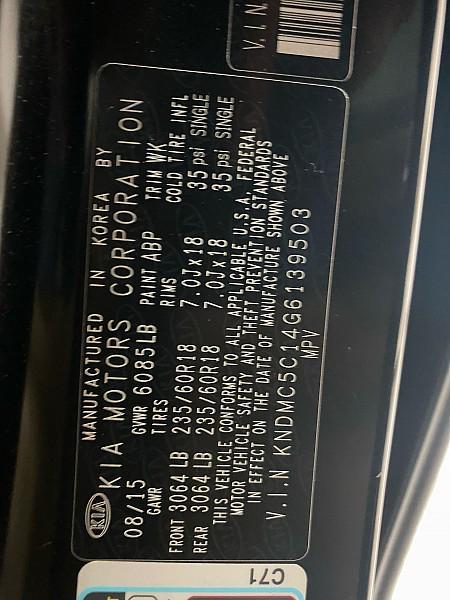 V.I.N
KIA
MANUFACTURED IN KOREA BY
KIA MOTORS CORPORATION
08/15 GVWR 6085LB PAINT ABP TRIM WK
GAWR TIRES RIMS COLD TIRE INFL
FRONT 3064 LB 235/60R18 7.0Jx18 35 psi SINGLE
REAR 3064 LB 235/60R18 7.0Jx18 35 psi SINGLE
THIS VEHICLE CONFORMS TO ALL APPLICABLE U.S.A. FEDERAL
MOTOR VEHICLE SAFETY AND THEFT PREVENTION STANDARDS
IN EFFECT ON THE DATE OF MANUFACTURE SHOWN ABOVE
V.I.N KNDMC5C14G6139503
MPV
C71